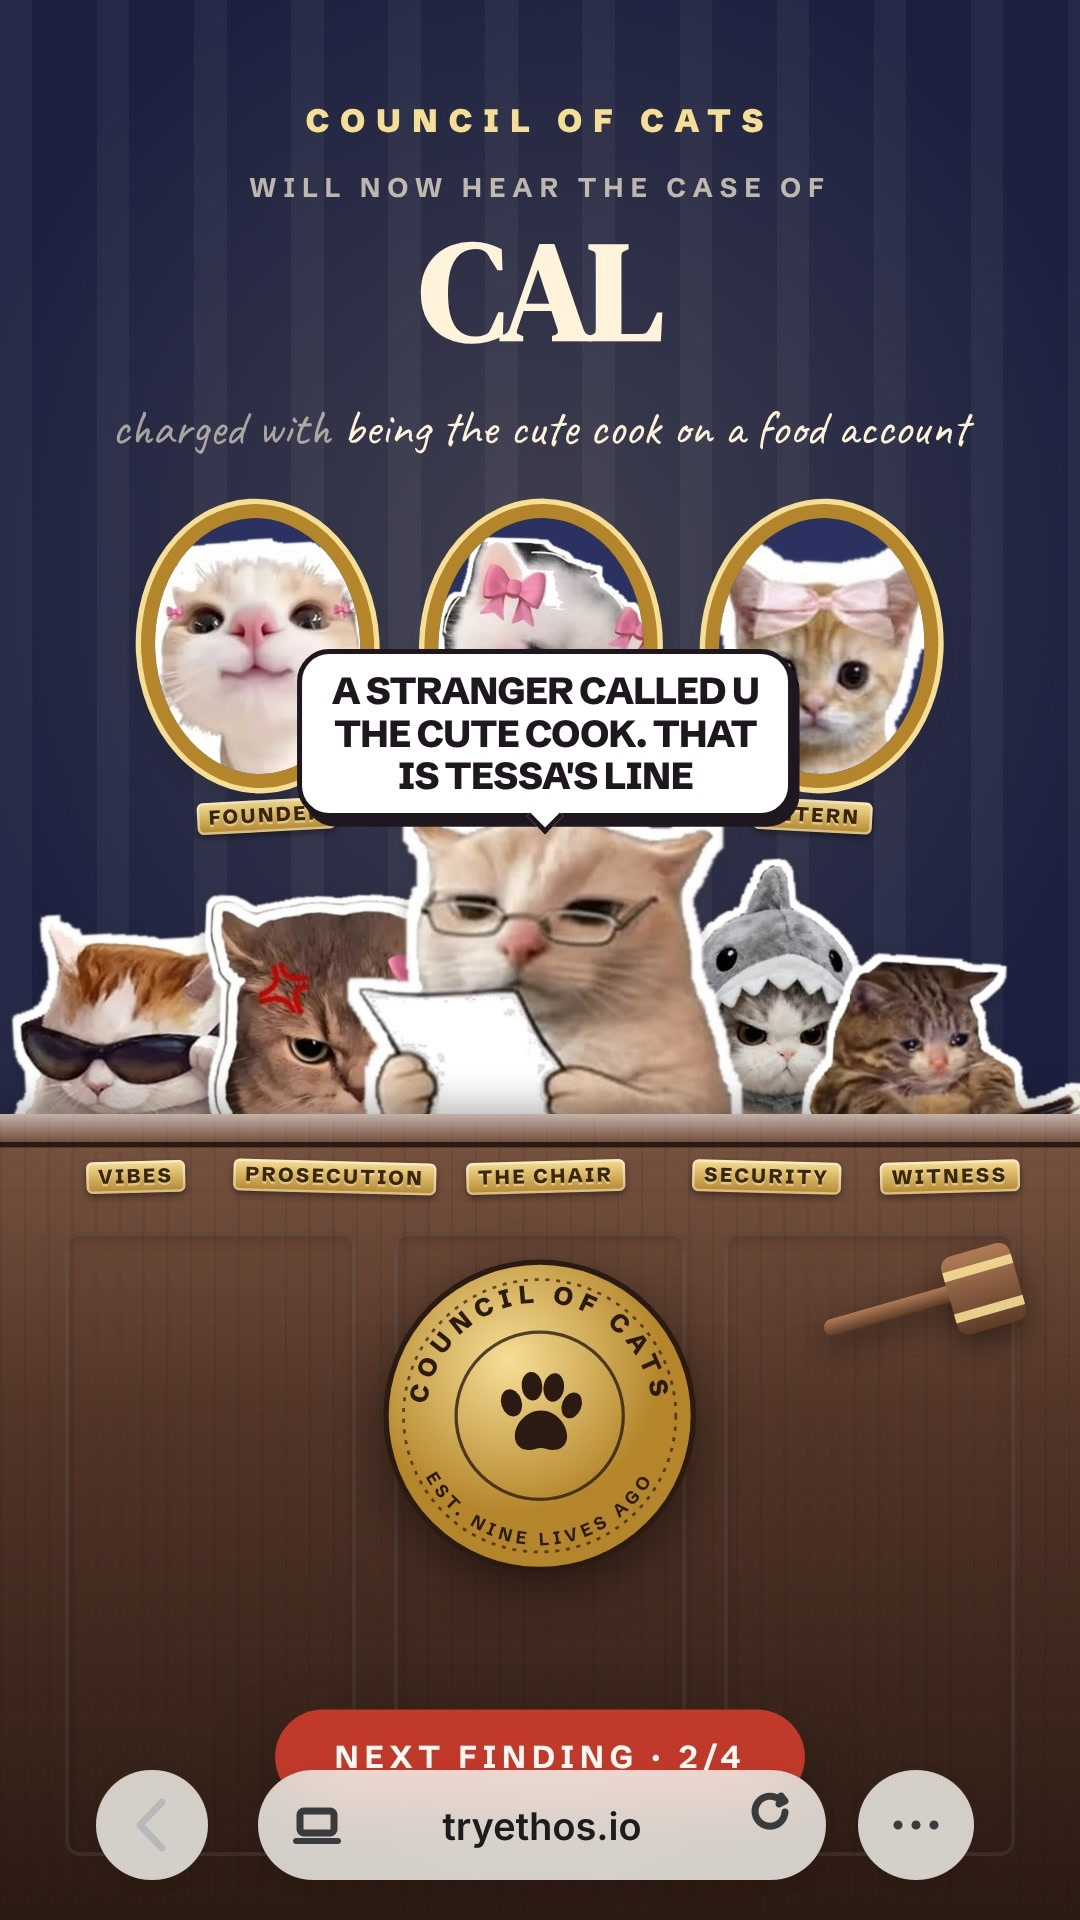 COUNCIL OF CATS
WILL NOW HEAR THE CASE OF
CAL
charged with being the cute cook on a food account
A STRANGER CALLED U
THE CUTE COOK. THAT
IS TESSA'S LINE
VIBES
PROSECUTION
THE CHAIR
SECURITY
WITNESS
COUNCIL OF CATS
EST. NINE LIVES AGO
NEXT FINDING · 2/4
tryethos.io